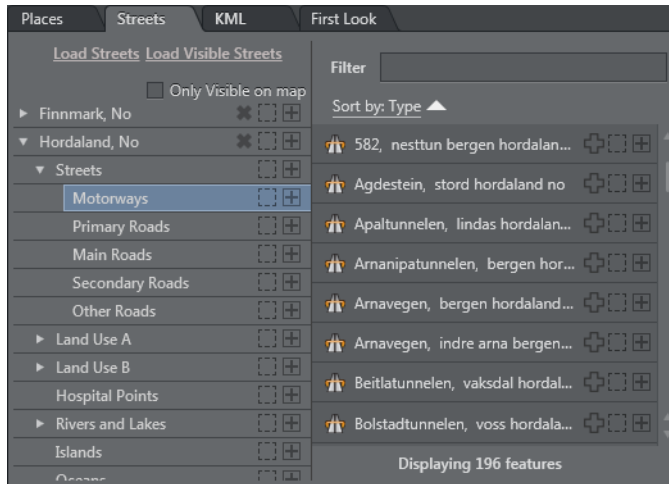 Places Streets KML First Look
Load Streets Load Visible Streets
Only Visible on map
Finnmark, No
Hordaland, No
Streets
Motorways
Primary Roads
Main Roads
Secondary Roads
Other Roads
Land Use A
Land Use B
Hospital Points
Rivers and Lakes
Islands
Oceans
Filter
Sort by: Type
582, nesttun bergen hordalan...
Agdestein, stord hordaland no
Apaltunnelen, lindas hordalan...
Arnanipatunnelen, bergen hor...
Arnavegen, bergen hordaland...
Arnavegen, indre arna bergen...
Beitlatunnelen, vaksdal hordal...
Bolstadtunnelen, voss hordala...
Displaying 196 features